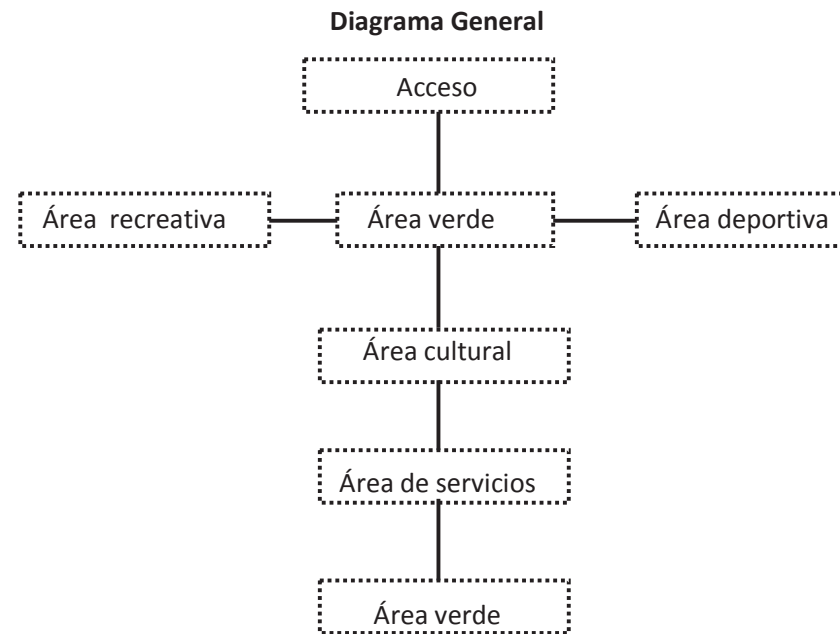 Diagrama General
Acceso
Área recreativa
Área verde
Área deportiva
Área cultural
Área de servicios
Área verde